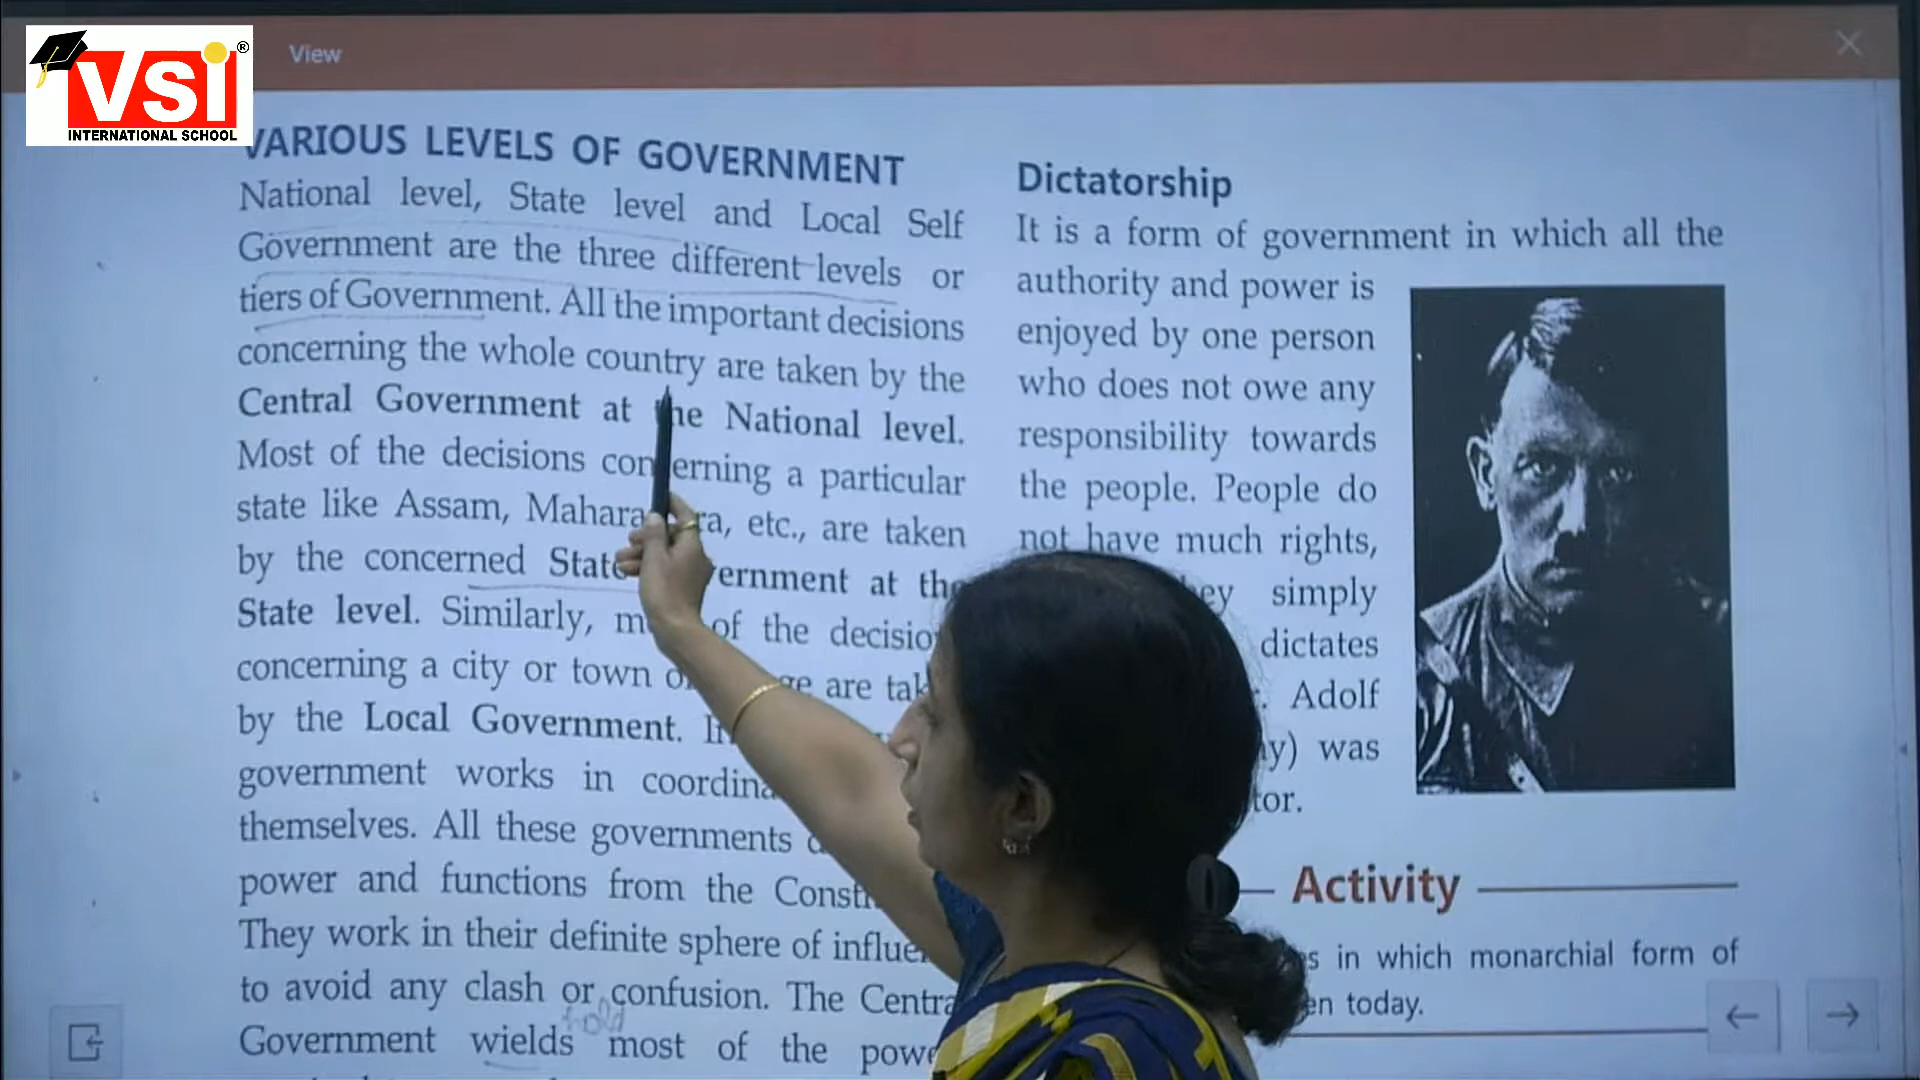 VSI
®
INTERNATIONAL SCHOOL
View
VARIOUS LEVELS OF GOVERNMENT
National level, State level and Local Self
Government are the three different levels or
tiers of Government. All the important decisions
concerning the whole country are taken by the
Central Government at the National level.
Most of the decisions concerning a particular
state like Assam, Mahara ra, etc., are taken
by the concerned State ernment at the
State level. Similarly, of the decisio
concerning a city or town are tak
by the Local Government.
government works in coordina
themselves. All these governments
power and functions from the Consti
They work in their definite sphere of influe
to avoid any clash or confusion. The Centra
hold
Government wields most of the powe
Dictatorship
It is a form of government in which all the
authority and power is
enjoyed by one person
who does not owe any
responsibility towards
the people. People do
not have much rights,
ey simply
dictates
Adolf
y) was
tor.
Activity
s in which monarchial form of
en today.